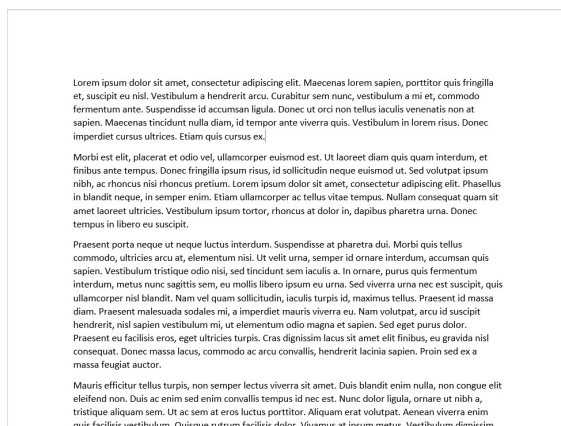 Lorem ipsum dolor sit amet, consectetur adipiscing elit. Maecenas lorem sapien, porttitor quis fringilla
et, suscipit eu nisl. Vestibulum a hendrerit arcu. Curabitur sem nunc, vestibulum a mi et, commodo
fermentum ante. Suspendisse id accumsan ligula. Donec ut orci non tellus iaculis venenatis non at
sapien. Maecenas tincidunt nulla diam, id tempor ante viverra quis. Vestibulum in lorem risus. Donec
imperdiet cursus ultrices. Etiam quis cursus ex.
Morbi est elit, placerat et odio vel, ullamcorper euismod est. Ut laoreet diam quis quam interdum, et
finibus ante tempus. Donec fringilla ipsum risus, id sollicitudin neque euismod ut. Sed volutpat ipsum
nibh, ac rhoncus nisi rhoncus pretium. Lorem ipsum dolor sit amet, consectetur adipiscing elit. Phasellus
in blandit neque, in semper enim. Etiam ullamcorper ac tellus vitae tempus. Nullam consequat quam sit
amet laoreet ultricies. Vestibulum ipsum tortor, rhoncus at dolor in, dapibus pharetra urna. Donec
tempus in libero eu suscipit.
Praesent porta neque ut neque luctus interdum. Suspendisse at pharetra dui. Morbi quis tellus
commodo, ultricies arcu at, elementum nisi. Ut velit urna, semper id ornare interdum, accumsan quis
sapien. Vestibulum tristique odio nisi, sed tincidunt sem iaculis a. In ornare, purus quis fermentum
interdum, metus nunc sagittis sem, eu mollis libero ipsum eu urna. Sed viverra urna nec est suscipit, quis
ullamcorper nisl blandit. Nam vel quam sollicitudin, iaculis turpis id, maximus tellus. Praesent id massa
diam. Praesent malesuada sodales mi, a imperdiet mauris viverra eu. Nam volutpat, arcu id suscipit
hendrerit, nisl sapien vestibulum mi, ut elementum odio magna et sapien. Sed eget purus dolor.
Praesent eu facilisis eros, eget ultricies turpis. Cras dignissim lacus sit amet elit finibus, eu gravida nisl
consequat. Donec massa lacus, commodo ac arcu convallis, hendrerit lacinia sapien. Proin sed ex a
massa feugiat auctor.
Mauris efficitur tellus turpis, non semper lectus viverra sit amet. Duis blandit enim nulla, non congue elit
eleifend non. Duis ac enim sed enim convallis tempus id nec est. Nunc dolor ligula, ornare ut nibh a,
tristique aliquam sem. Ut ac sem at eros luctus porttitor. Aliquam erat volutpat. Aenean viverra enim
quis facilisis vestibulum. Quisque rutrum facilisis dolor. Vivamus at ipsum metus. Vestibulum dignissim